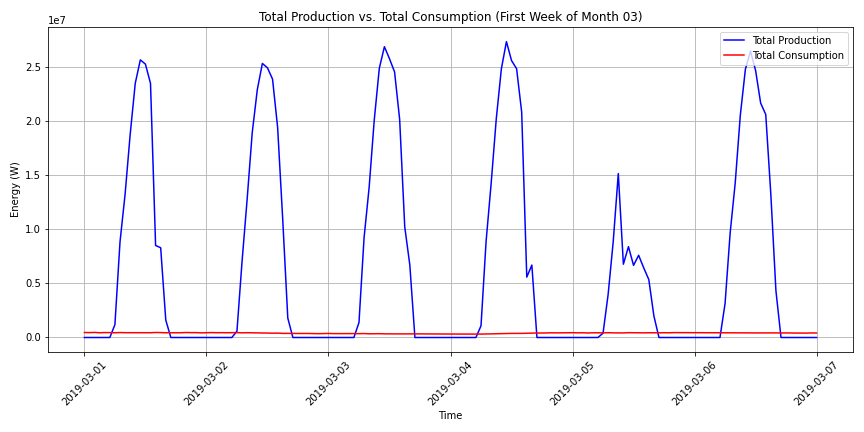 Total Production vs. Total Consumption (First Week of Month 03)
1e7
Total Production
Total Consumption
2.5
2.0
1.5
1.0
0.5
0.0
Energy (W)
2019-03-01
2019-03-02
2019-03-03
2019-03-04
2019-03-05
2019-03-06
2019-03-07
Time